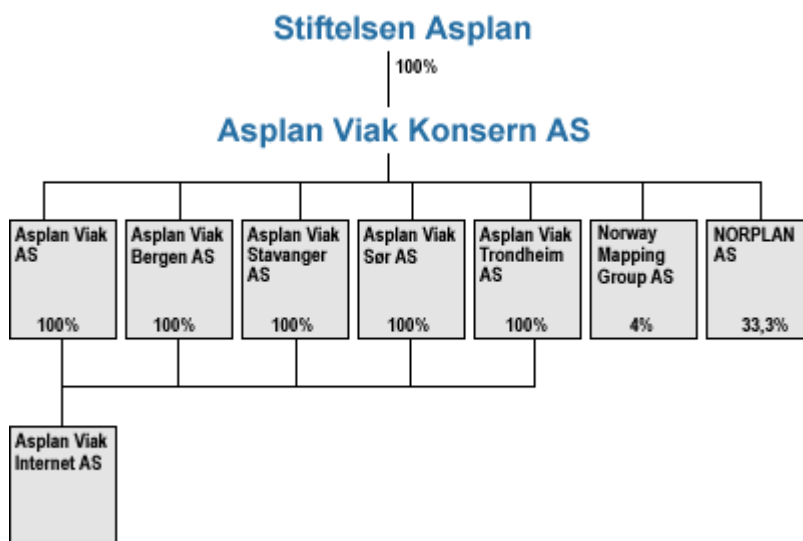 Stiftelsen Asplan
100%
Asplan Viak Konsern AS
Asplan Viak
AS
100%
Asplan Viak
Bergen AS
100%
Asplan Viak
Stavanger
AS
100%
Asplan Viak
Sør AS
100%
Asplan Viak
Trondheim
AS
100%
Norway
Mapping
Group AS
4%
NORPLAN
AS
33,3%
Asplan Viak
Internet AS